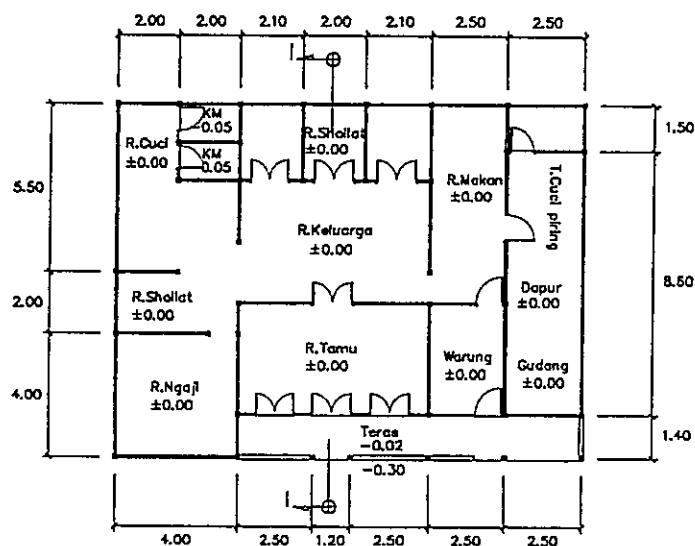 2.00 2.00 2.10 2.00 2.10 2.50 2.50
I
KM
-0.05
R.Cuci
±0.00
KM
-0.05
R.Shollat
±0.00
1.50
5.50
R.Makan
±0.00
T.Cuci piring
R.Keluarga
±0.00
8.60
2.00
R.Shollat
±0.00
Dapur
±0.00
R.Tamu
±0.00
Warung
±0.00
Gudang
±0.00
4.00
R.Ngaji
±0.00
Teras
-0.02
-0.30
1.40
I
4.00 2.50 1.20 2.50 2.50 2.50